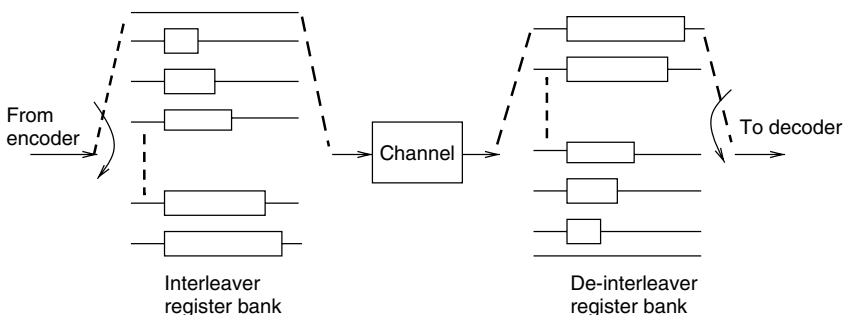 From
encoder
Channel
To decoder
Interleaver
register bank
De-interleaver
register bank